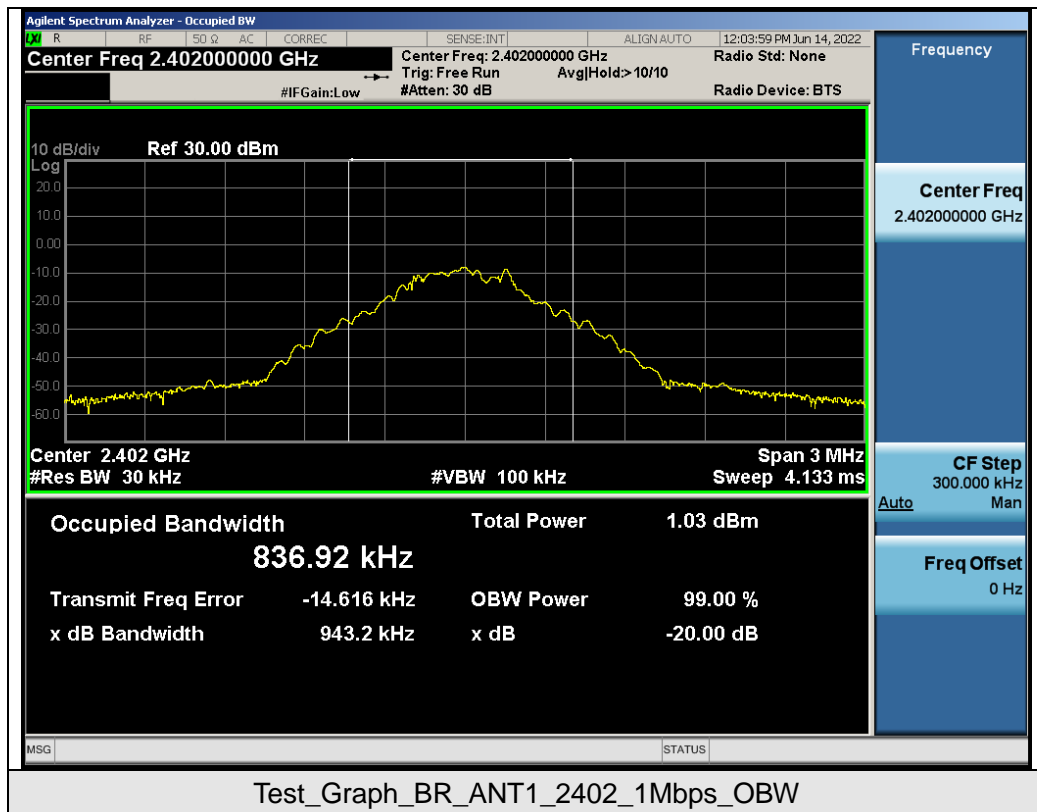 Agilent Spectrum Analyzer - Occupied BW
LXI R RF 50 Ω AC CORREC SENSE:INT ALIGN AUTO 12:03:59 PM Jun 14, 2022
Center Freq 2.402000000 GHz
Center Freq: 2.402000000 GHz
Radio Std: None
Trig: Free Run Avg|Hold:>10/10
#IFGain:Low
#Atten: 30 dB
Radio Device: BTS
Frequency
10 dB/div Ref 30.00 dBm
Log
20.0
10.0
0.00
-10.0
-20.0
-30.0
-40.0
-50.0
-60.0
Center 2.402 GHz Span 3 MHz
#Res BW 30 kHz #VBW 100 kHz Sweep 4.133 ms
Center Freq
2.402000000 GHz
CF Step
300.000 kHz
Auto Man
Freq Offset
0 Hz
Occupied Bandwidth Total Power 1.03 dBm
836.92 kHz
Transmit Freq Error -14.616 kHz OBW Power 99.00 %
x dB Bandwidth 943.2 kHz x dB -20.00 dB
MSG STATUS
Test_Graph_BR_ANT1_2402_1Mbps_OBW